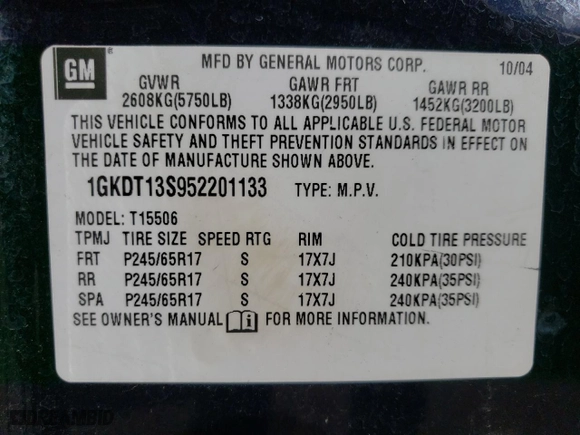 GM ®
MFD BY GENERAL MOTORS CORP. 10/04
GVWR GAWR FRT GAWR RR
2608KG(5750LB) 1338KG(2950LB) 1452KG(3200LB)
THIS VEHICLE CONFORMS TO ALL APPLICABLE U.S. FEDERAL MOTOR
VEHICLE SAFETY AND THEFT PREVENTION STANDARDS IN EFFECT ON
THE DATE OF MANUFACTURE SHOWN ABOVE.
1GKDT13S952201133 TYPE: M.P.V.
MODEL: T15506
TPMJ TIRE SIZE SPEED RTG RIM COLD TIRE PRESSURE
FRT P245/65R17 S 17X7J 210KPA(30PSI)
RR P245/65R17 S 17X7J 240KPA(35PSI)
SPA P245/65R17 S 17X7J 240KPA(35PSI)
SEE OWNER'S MANUAL i FOR MORE INFORMATION.
DREAMBID